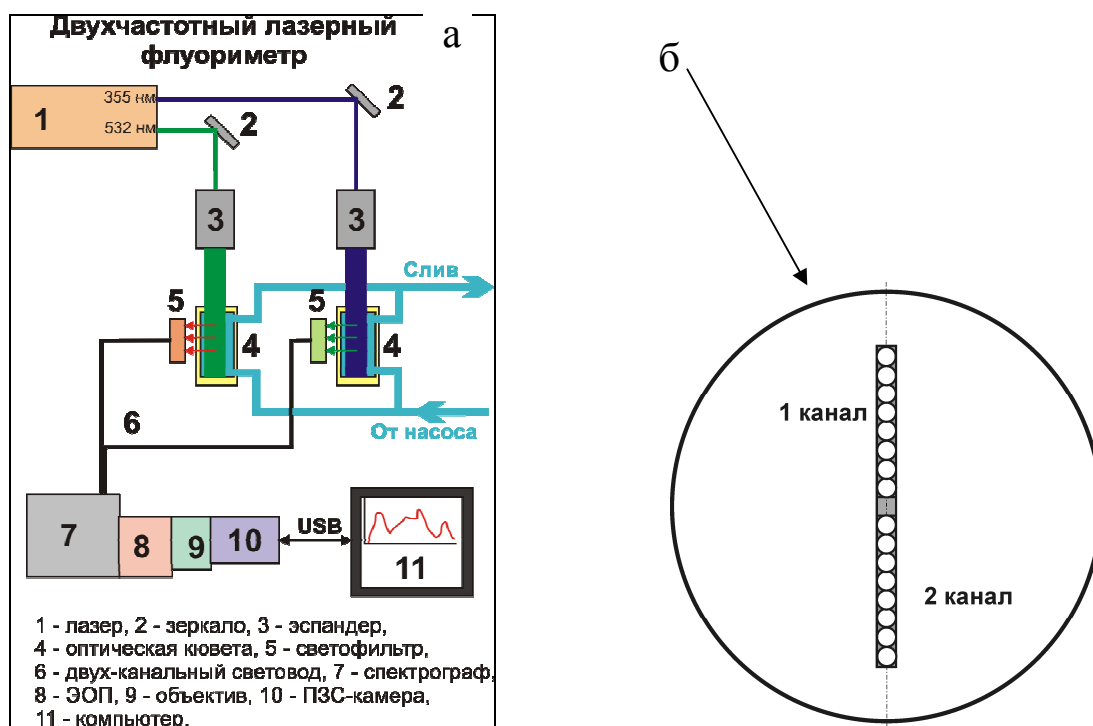 Двухчастотный лазерный
флуориметр
а
б
355 нм
532 нм
1
2
2
3
3
Слив
5
5
4
4
От насоса
6
7
8
9
10
USB
11
1 - лазер, 2 - зеркало, 3 - эспандер,
4 - оптическая кювета, 5 - светофильтр,
6 - двух-канальный световод, 7 - спектрограф,
8 - ЭОП, 9 - объектив, 10 - ПЗС-камера,
11 - компьютер.
1 канал
2 канал